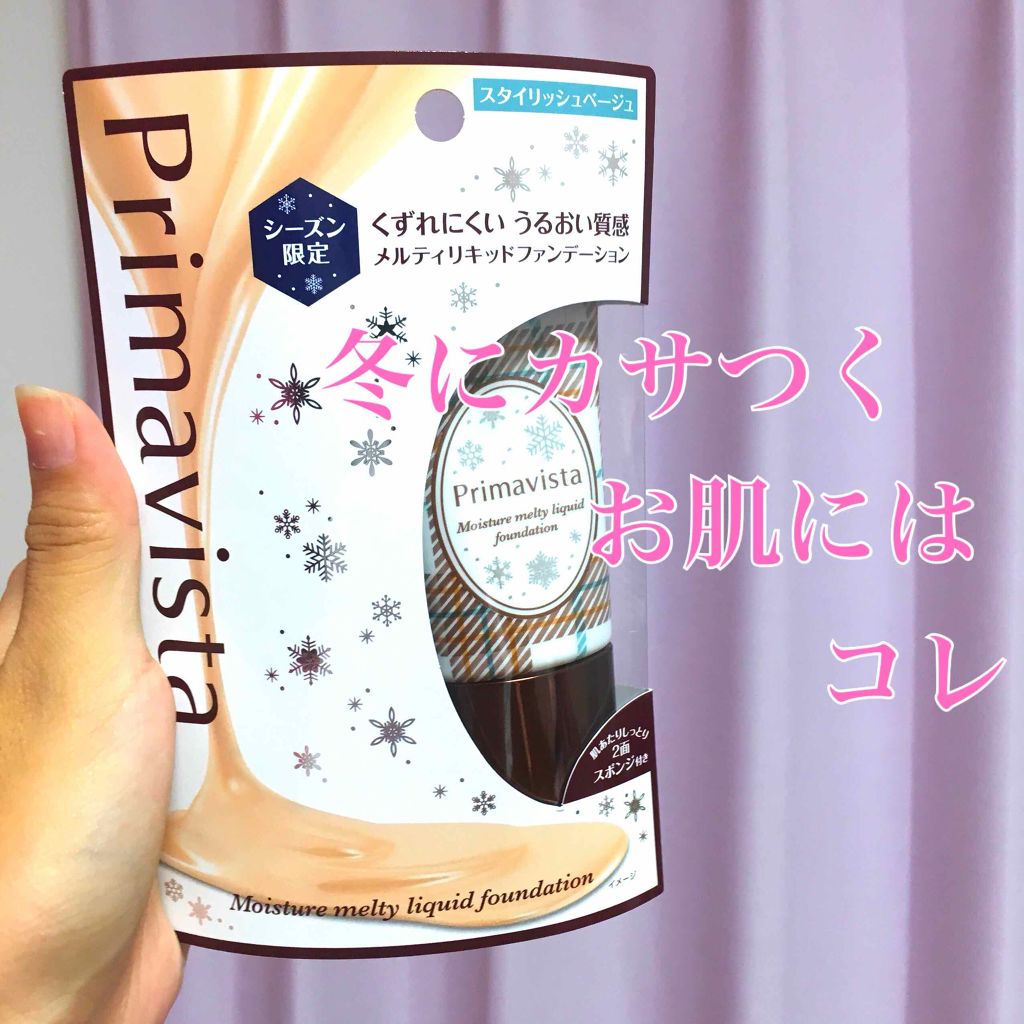 スタイリッシュベージュ
Primavista
シーズン
限定
くずれにくい うるおい質感
メルティリキッドファンデーション
冬にカサつく
お肌には
コレ
Primavista
Moisture melty liquid
foundation
肌あたりしっとり
2面
スポンジ付き
Moisture melty liquid foundation
イメージ